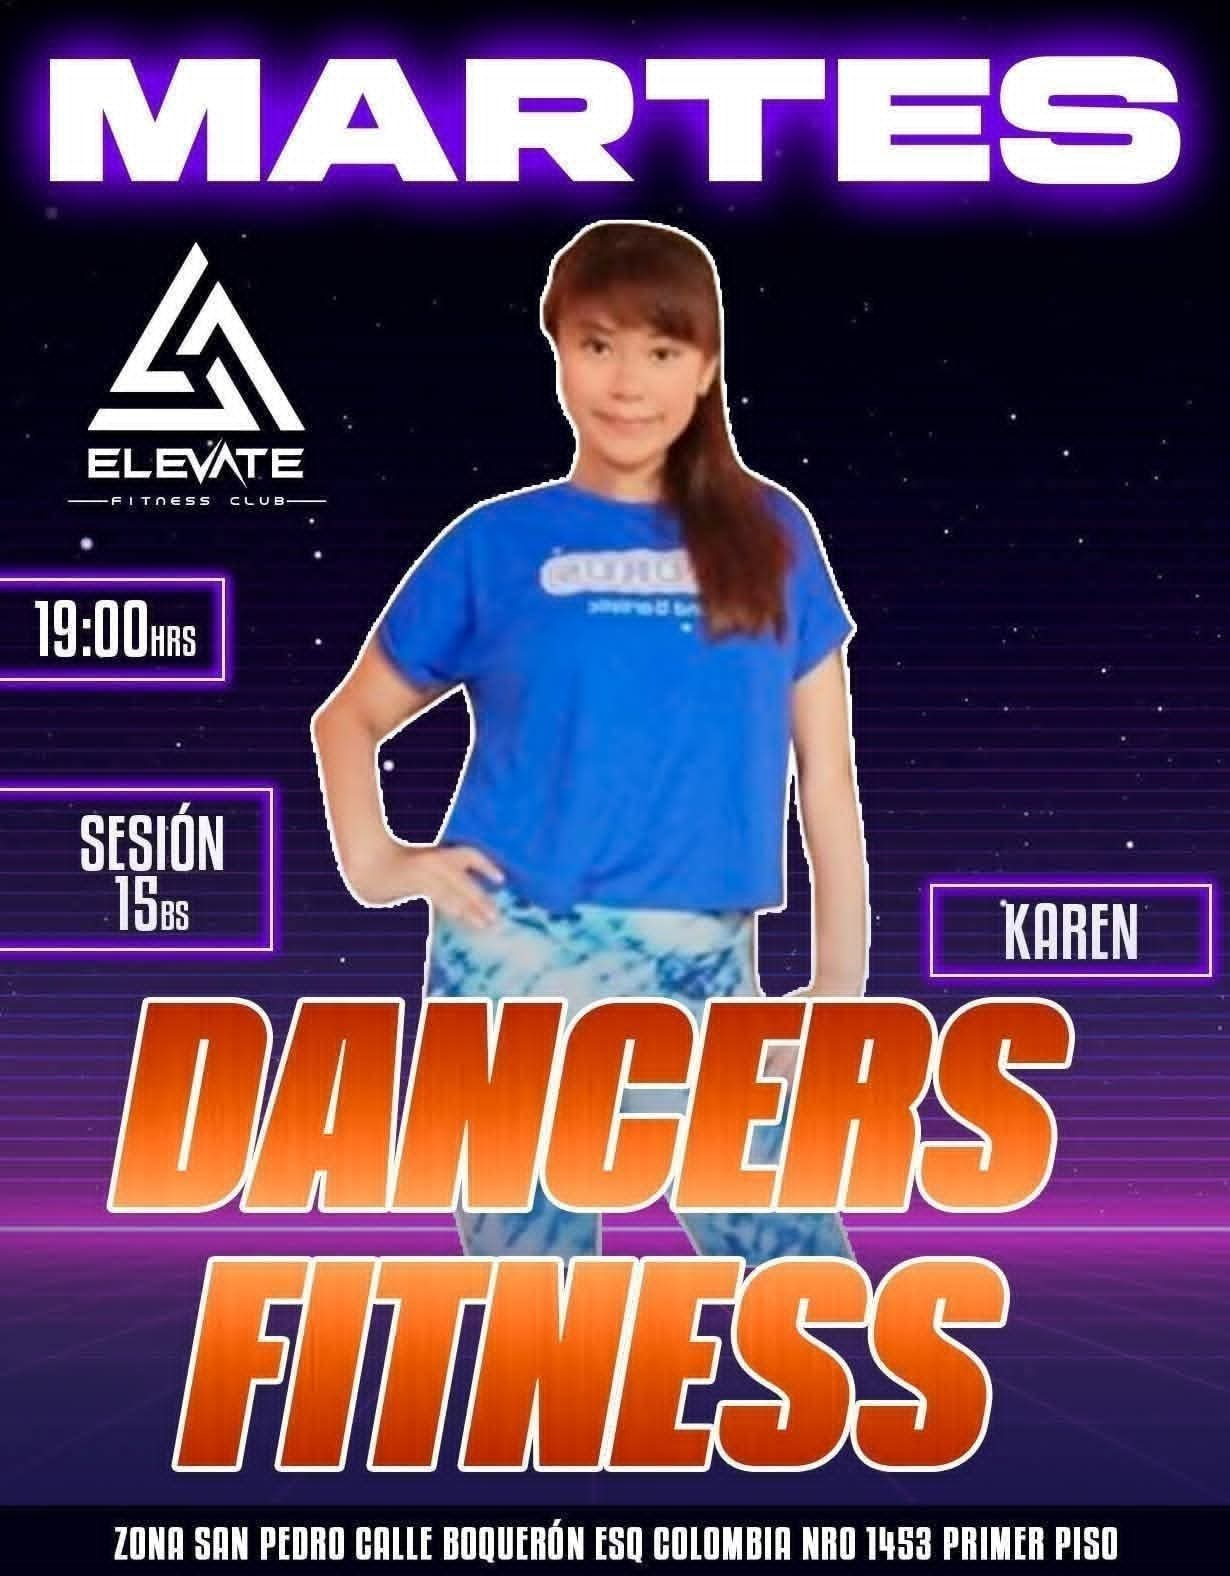 MARTES
ELEVATE
FITNESS CLUB
19:00HRS
SESIÓN
15BS
KAREN
DANCERS
FITNESS
ZONA SAN PEDRO CALLE BOQUERÓN ESQ COLOMBIA NRO 1453 PRIMER PISO